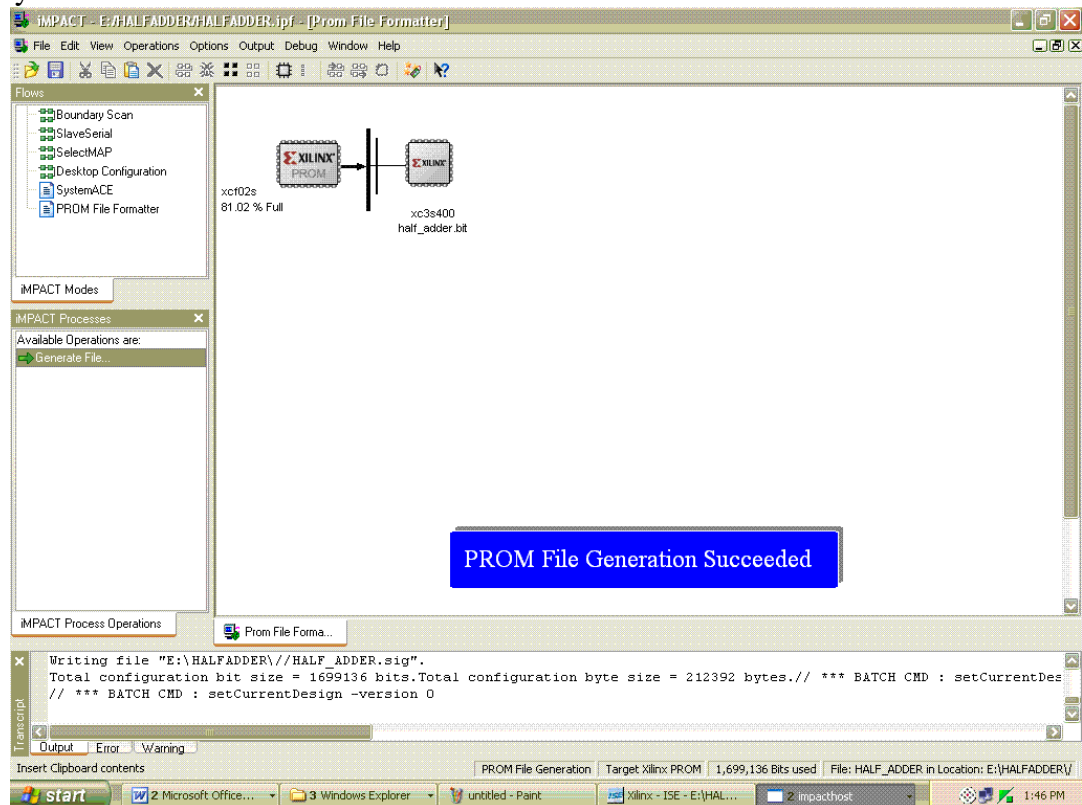 iMPACT - E:/HALFADDER/HALFADDER.ipf - [Prom File Formatter]
File Edit View Operations Options Output Debug Window Help
Flows
Boundary Scan
SlaveSerial
SelectMAP
Desktop Configuration
SystemACE
PROM File Formatter
iMPACT Modes
XILINX
PROM
XILINX
xcf02s
81.02 % Full
xc3s400
half_adder.bit
iMPACT Processes
Available Operations are:
Generate File...
PROM File Generation Succeeded
iMPACT Process Operations
Prom File Forma...
Writing file "E:\HALFADDER\//HALF_ADDER.sig".
Total configuration bit size = 1699136 bits.Total configuration byte size = 212392 bytes.// *** BATCH CMD : setCurrentDes
// *** BATCH CMD : setCurrentDesign -version 0
Transcript
Output Error Warning
Insert Clipboard contents PROM File Generation Target Xilinx PROM 1,699,136 Bits used File: HALF_ADDER in Location: E:\HALFADDER\/
start 2 Microsoft Office... 3 Windows Explorer untitled - Paint Xilinx - ISE - E:\HAL... 2 impacthost 1:46 PM